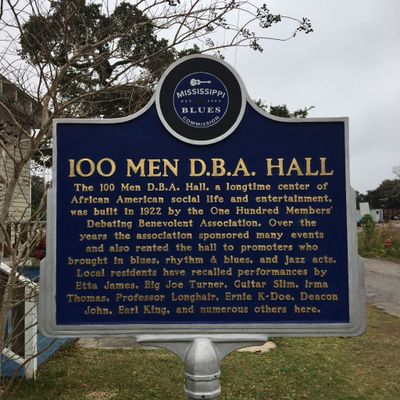 MISSISSIPPI
BLUES
COMMISSION
100 MEN D.B.A. HALL
The 100 Men D.B.A. Hall, a longtime center of
African American social life and entertainment,
was built in 1922 by the One Hundred Members'
Debating Benevolent Association. Over the
years the association sponsored many events
and also rented the hall to promoters who
brought in blues, rhythm & blues, and jazz acts.
Local residents have recalled performances by
Etta James, Big Joe Turner, Guitar Slim, Irma
Thomas, Professor Longhair, Ernie K-Doe, Deacon
John, Earl King, and numerous others here.